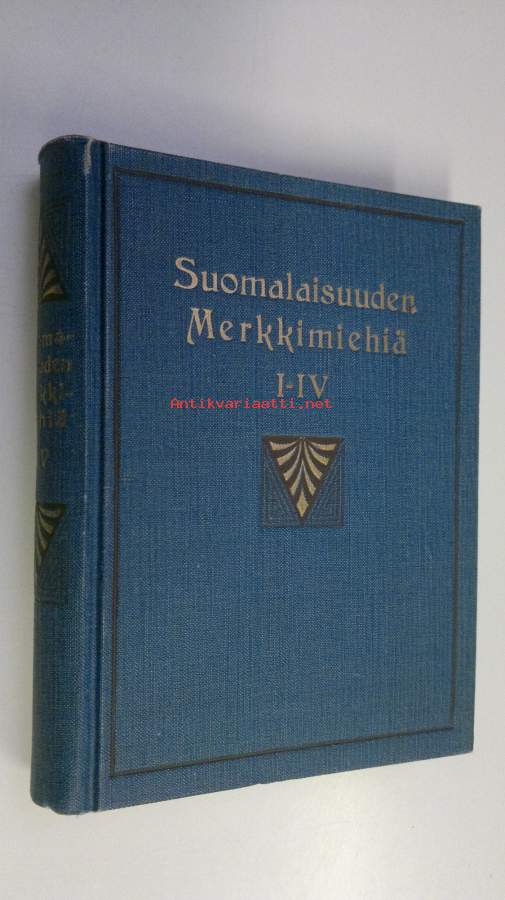 Suomalaisuuden
Merkkimiehiä
I-IV
Antikvariaatti.net